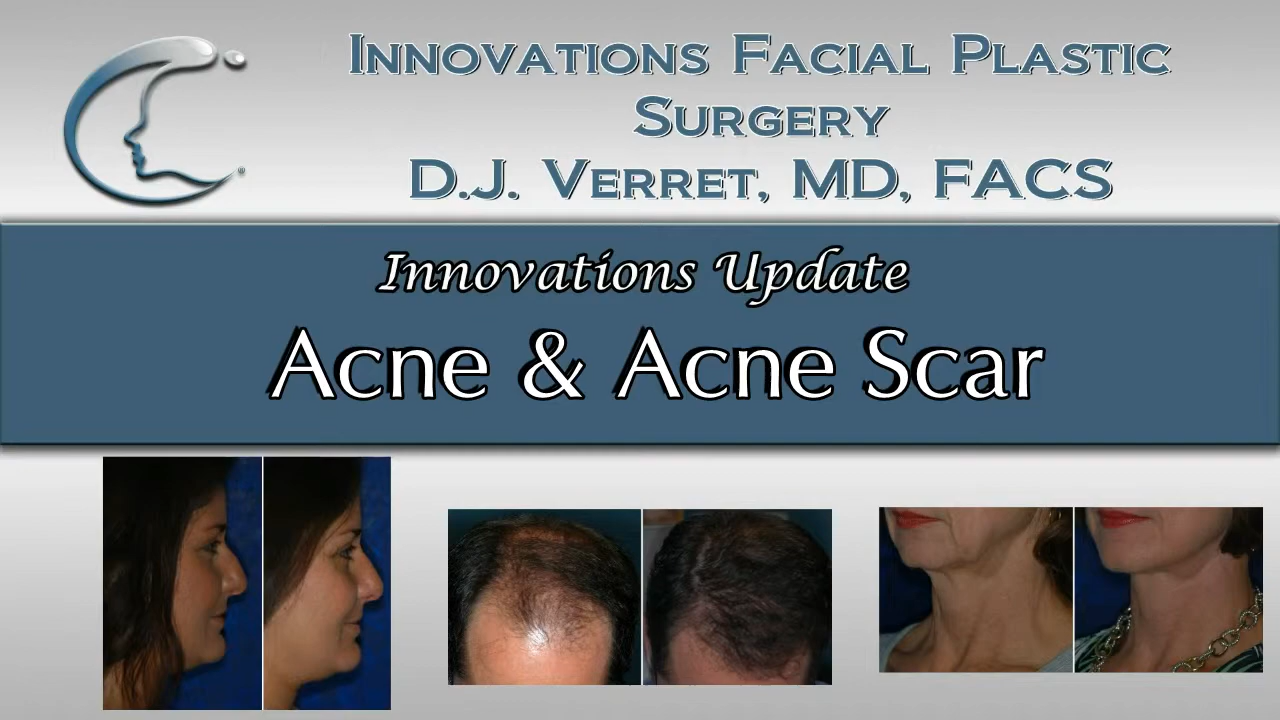 Innovations Facial Plastic
Surgery
D.J. Verret, MD, FACS
Innovations Update
Acne & Acne Scar
®